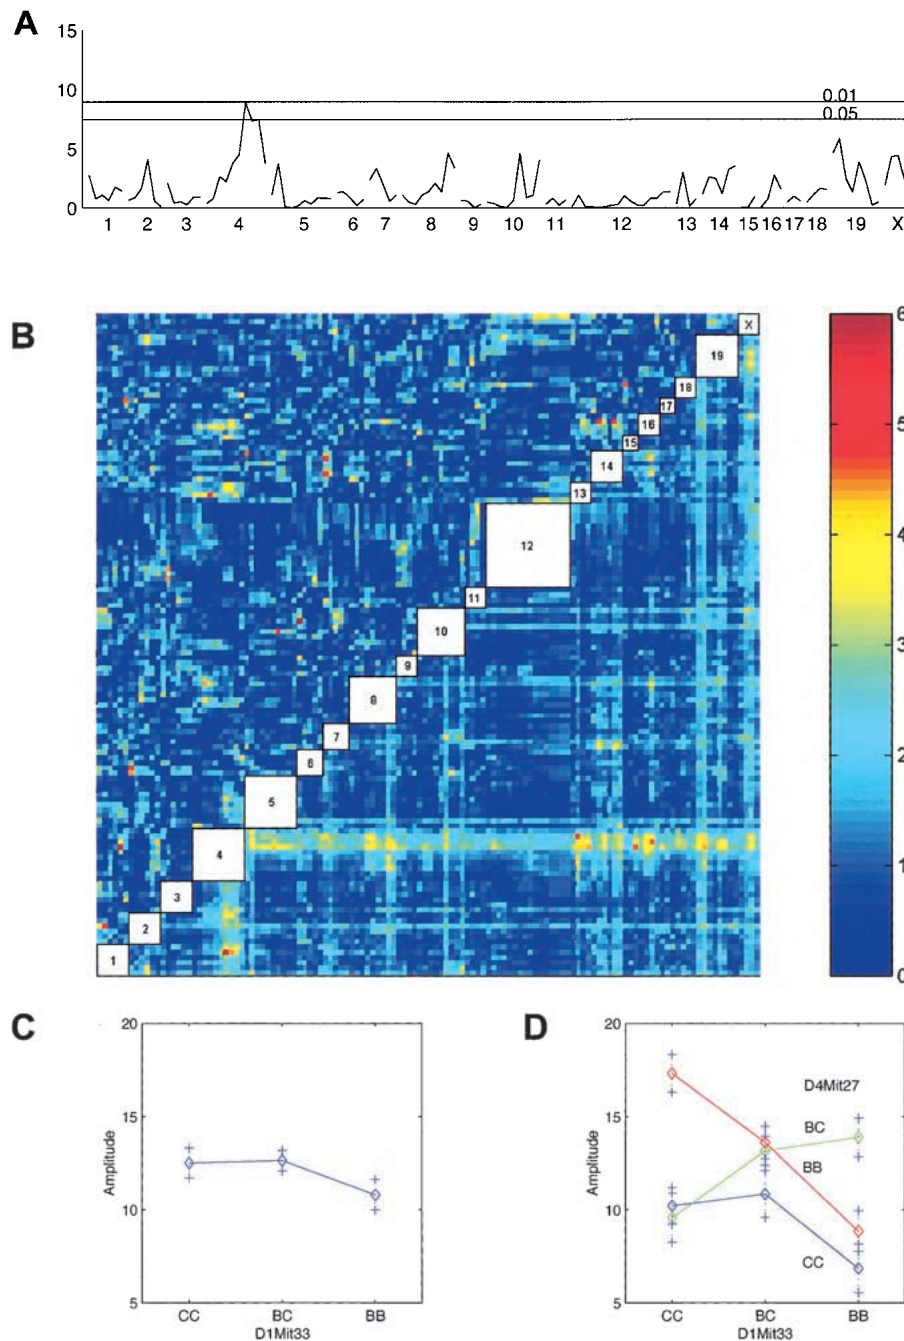 A
15
10
5
0
0.01
0.05
1 2 3 4 5 6 7 8 9 10 11 12 13 14 15 16 17 18 19 X
B
X
19
18
17
16
15
14
13
12
11
10
9
8
7
6
5
4
3
2
1
6
5
4
3
2
1
0
C
20
15
10
5
Amplitude
CC BC BB
D1Mit33
D
20
15
10
5
Amplitude
D4Mit27
BC
BB
CC
CC BC BB
D1Mit33